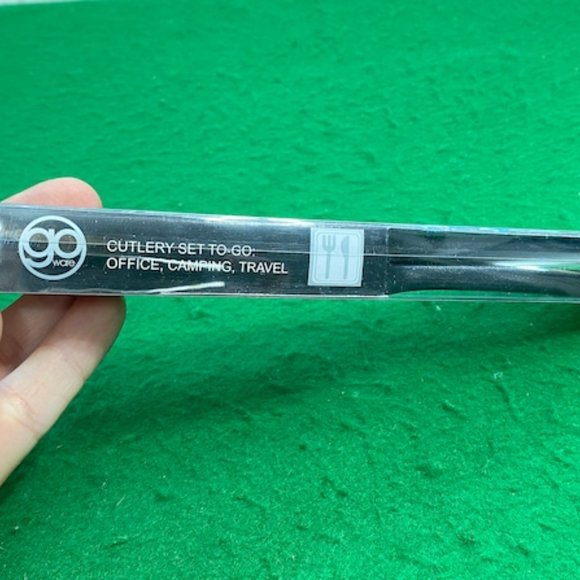 go
ware
CUTLERY SET TO-GO:
OFFICE, CAMPING, TRAVEL